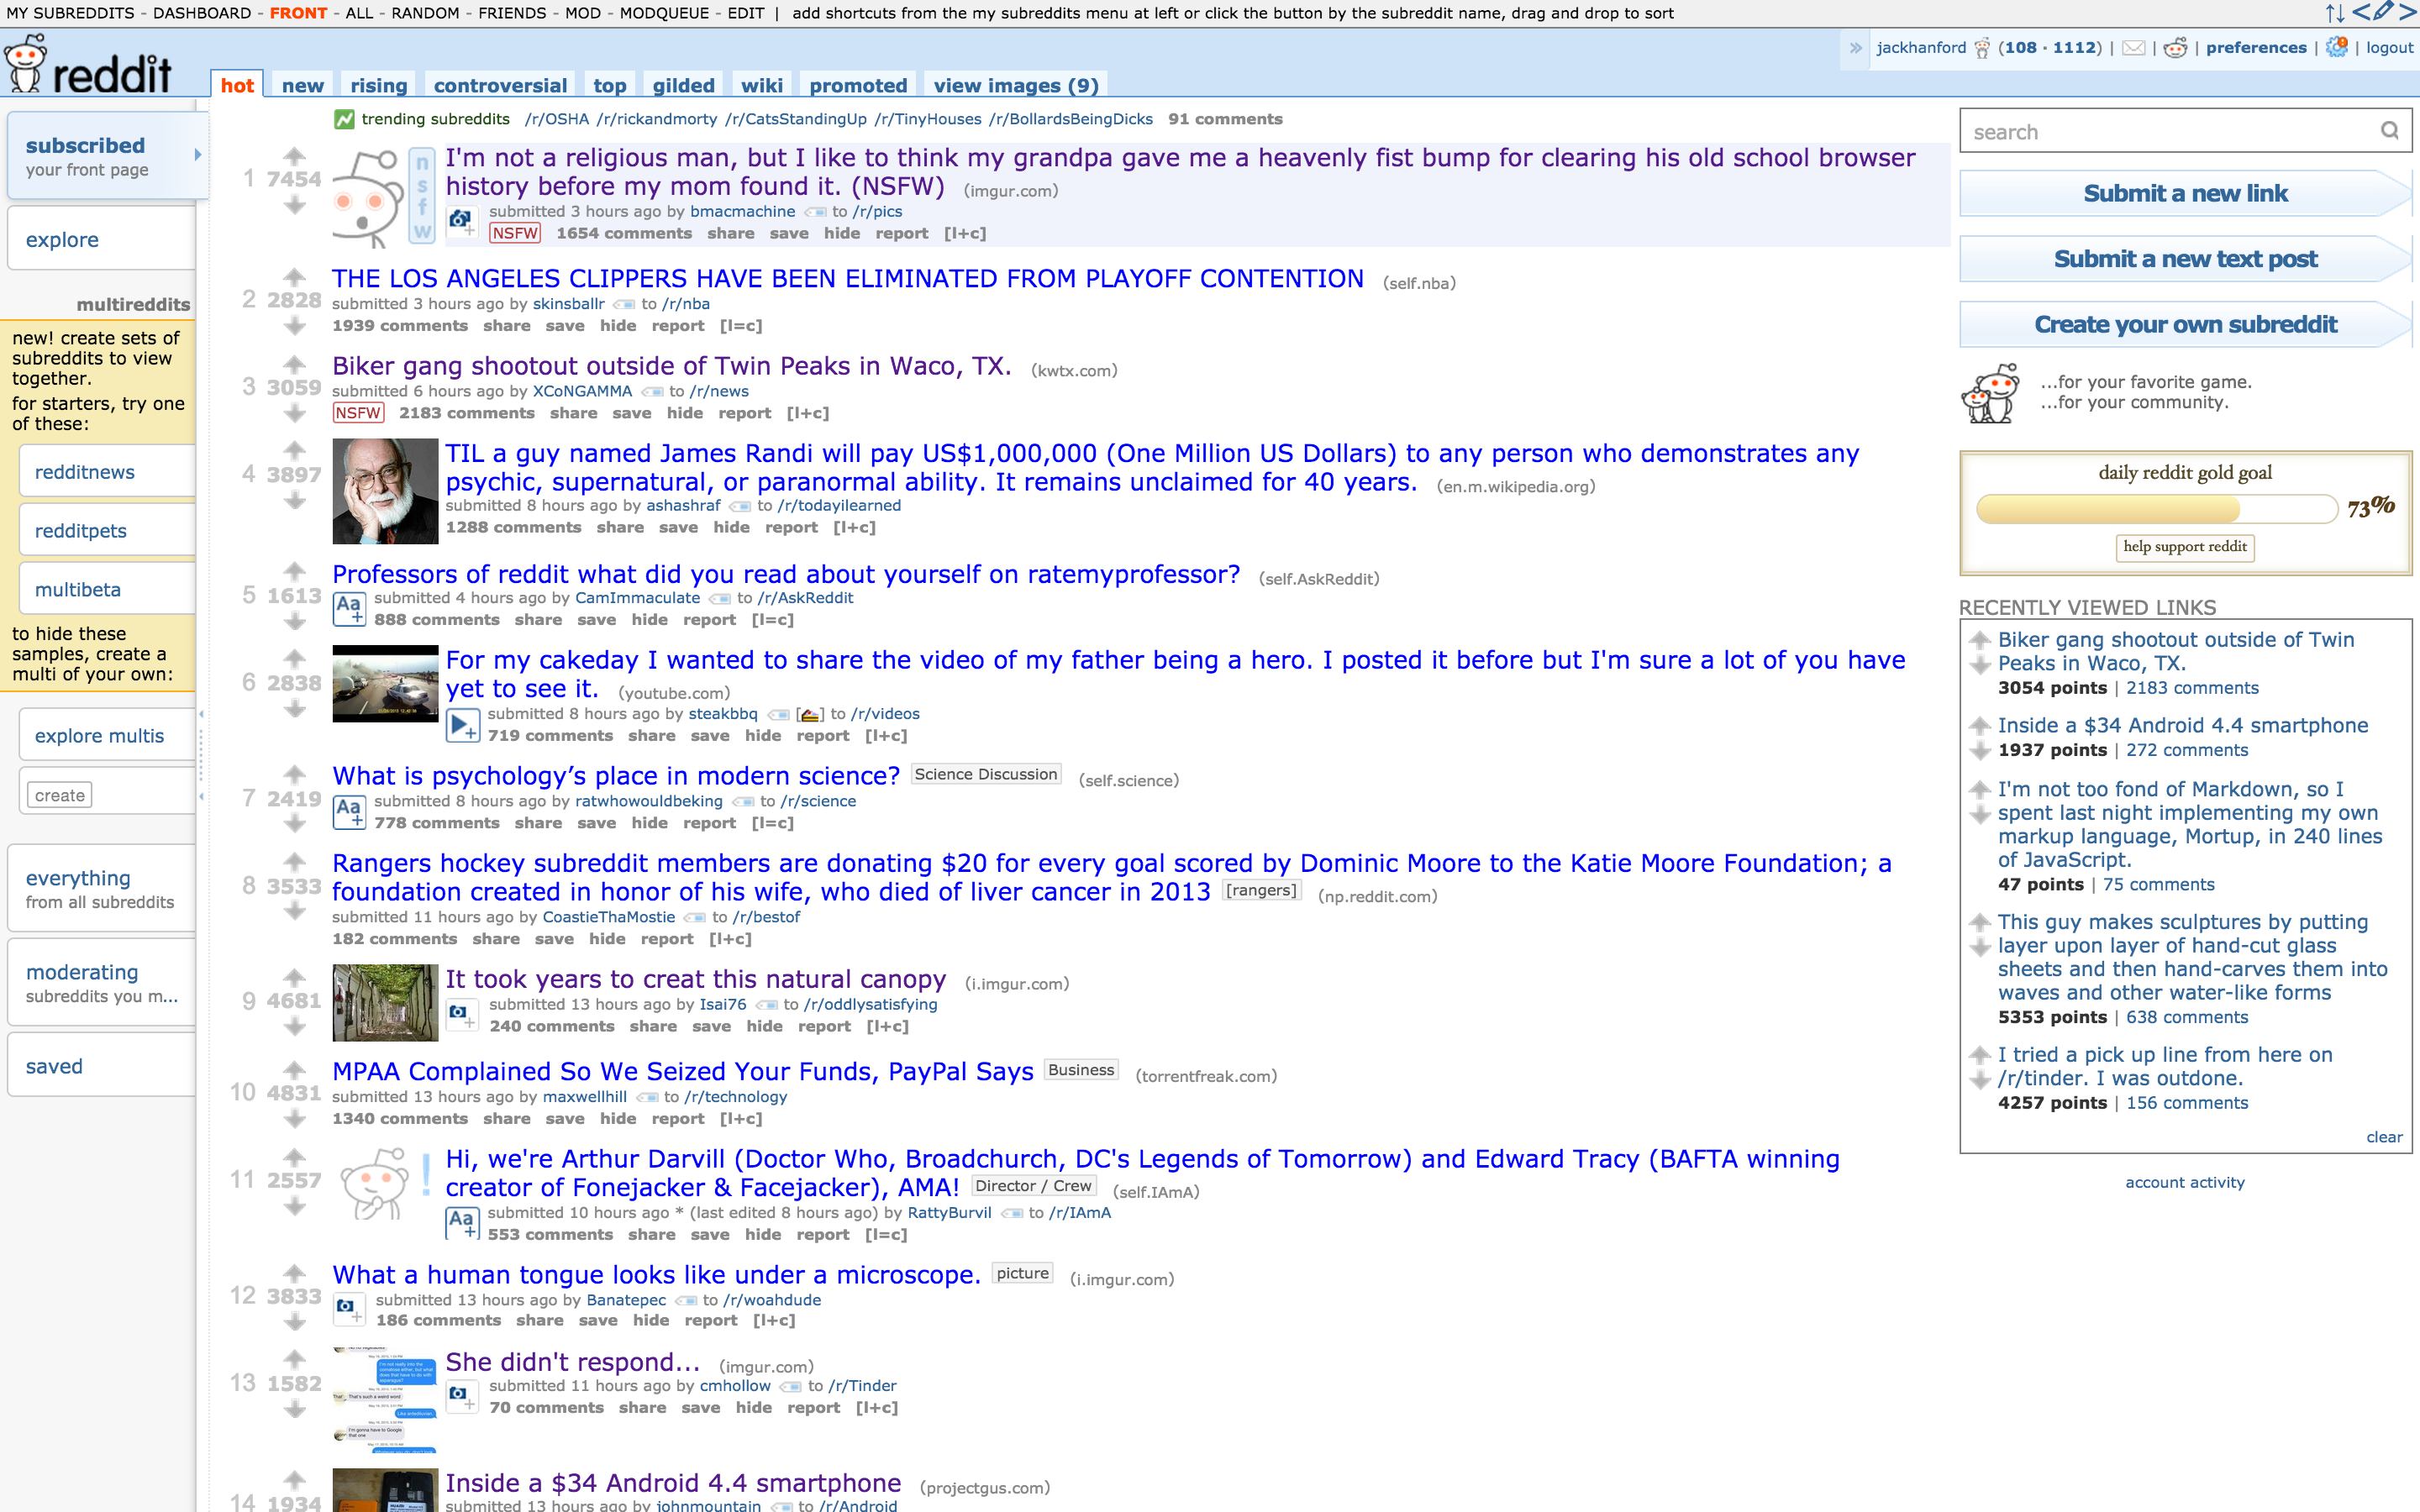 MY SUBREDDITS - DASHBOARD - FRONT - ALL - RANDOM - FRIENDS - MOD - MODQUEUE - EDIT | add shortcuts from the my subreddits menu at left or click the button by the subreddit name, drag and drop to sort
reddit
hot new rising controversial top gilded wiki promoted view images (9)
jackhanford (108 · 1112) | | | preferences | | logout
subscribed
your front page
explore
multireddits
new! create sets of
subreddits to view
together.
for starters, try one
of these:
redditnews
redditpets
multibeta
to hide these
samples, create a
multi of your own:
explore multis
create
everything
from all subreddits
moderating
subreddits you m...
saved
trending subreddits /r/OSHA /r/rickandmorty /r/CatsStandingUp /r/TinyHouses /r/BollardsBeingDicks 91 comments
1 7454
nsfw
I'm not a religious man, but I like to think my grandpa gave me a heavenly fist bump for clearing his old school browser
history before my mom found it. (NSFW) (imgur.com)
submitted 3 hours ago by bmacmachine to /r/pics
NSFW 1654 comments share save hide report [l+c]
2 2828
THE LOS ANGELES CLIPPERS HAVE BEEN ELIMINATED FROM PLAYOFF CONTENTION (self.nba)
submitted 3 hours ago by skinsballr to /r/nba
1939 comments share save hide report [l=c]
3 3059
Biker gang shootout outside of Twin Peaks in Waco, TX. (kwtx.com)
submitted 6 hours ago by XCoNGAMMA to /r/news
NSFW 2183 comments share save hide report [l+c]
4 3897
TIL a guy named James Randi will pay US$1,000,000 (One Million US Dollars) to any person who demonstrates any
psychic, supernatural, or paranormal ability. It remains unclaimed for 40 years. (en.m.wikipedia.org)
submitted 8 hours ago by ashashraf to /r/todayilearned
1288 comments share save hide report [l+c]
5 1613
Professors of reddit what did you read about yourself on ratemyprofessor? (self.AskReddit)
Aa+ submitted 4 hours ago by CamImmaculate to /r/AskReddit
888 comments share save hide report [l=c]
6 2838
For my cakeday I wanted to share the video of my father being a hero. I posted it before but I'm sure a lot of you have
yet to see it. (youtube.com)
submitted 8 hours ago by steakbbq [] to /r/videos
719 comments share save hide report [l+c]
7 2419
What is psychology’s place in modern science? Science Discussion (self.science)
Aa+ submitted 8 hours ago by ratwhowouldbeking to /r/science
778 comments share save hide report [l=c]
8 3533
Rangers hockey subreddit members are donating $20 for every goal scored by Dominic Moore to the Katie Moore Foundation; a
foundation created in honor of his wife, who died of liver cancer in 2013 [rangers] (np.reddit.com)
submitted 11 hours ago by CoastieThaMostie to /r/bestof
182 comments share save hide report [l+c]
9 4681
It took years to creat this natural canopy (i.imgur.com)
submitted 13 hours ago by Isai76 to /r/oddlysatisfying
240 comments share save hide report [l+c]
10 4831
MPAA Complained So We Seized Your Funds, PayPal Says Business (torrentfreak.com)
submitted 13 hours ago by maxwellhill to /r/technology
1340 comments share save hide report [l+c]
11 2557
Hi, we're Arthur Darvill (Doctor Who, Broadchurch, DC's Legends of Tomorrow) and Edward Tracy (BAFTA winning
creator of Fonejacker & Facejacker), AMA! Director / Crew (self.IAmA)
Aa+ submitted 10 hours ago * (last edited 8 hours ago) by RattyBurvil to /r/IAmA
553 comments share save hide report [l=c]
12 3833
What a human tongue looks like under a microscope. picture (i.imgur.com)
submitted 13 hours ago by Banatepec to /r/woahdude
186 comments share save hide report [l+c]
13 1582
She didn't respond... (imgur.com)
submitted 11 hours ago by cmhollow to /r/Tinder
70 comments share save hide report [l+c]
14 1934
Inside a $34 Android 4.4 smartphone (projectgus.com)
submitted 13 hours ago by johnmountain to /r/Android
search
Submit a new link
Submit a new text post
Create your own subreddit
...for your favorite game.
...for your community.
daily reddit gold goal
73%
help support reddit
RECENTLY VIEWED LINKS
Biker gang shootout outside of Twin
Peaks in Waco, TX.
3054 points | 2183 comments
Inside a $34 Android 4.4 smartphone
1937 points | 272 comments
I'm not too fond of Markdown, so I
spent last night implementing my own
markup language, Mortup, in 240 lines
of JavaScript.
47 points | 75 comments
This guy makes sculptures by putting
layer upon layer of hand-cut glass
sheets and then hand-carves them into
waves and other water-like forms
5353 points | 638 comments
I tried a pick up line from here on
/r/tinder. I was outdone.
4257 points | 156 comments
clear
account activity